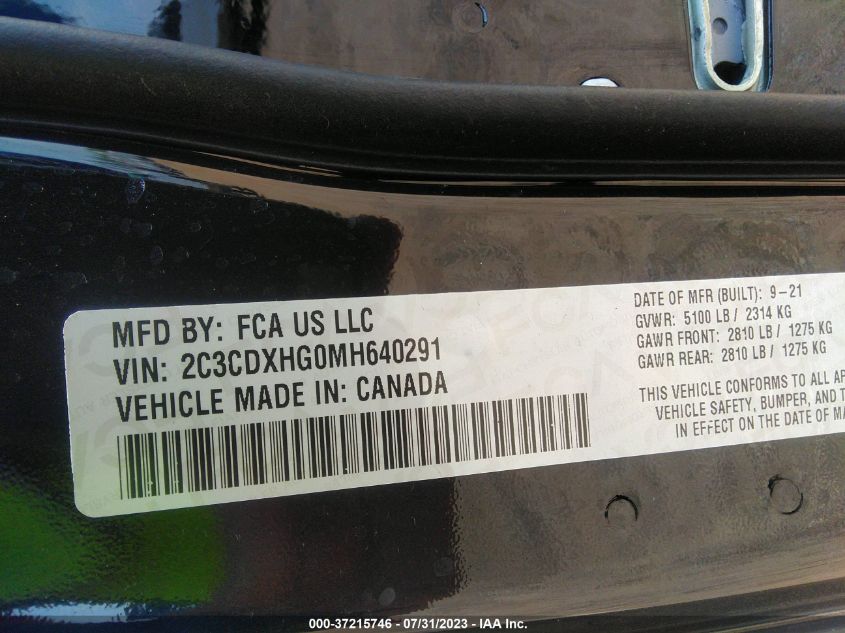 MFD BY: FCA US LLC
VIN: 2C3CDXHG0MH640291
VEHICLE MADE IN: CANADA
DATE OF MFR (BUILT): 9-21
GVWR: 5100 LB / 2314 KG
GAWR FRONT: 2810 LB / 1275 KG
GAWR REAR: 2810 LB / 1275 KG
THIS VEHICLE CONFORMS TO ALL AP
VEHICLE SAFETY, BUMPER, AND T
IN EFFECT ON THE DATE OF MA
000-37215746 - 07/31/2023 - IAA Inc.